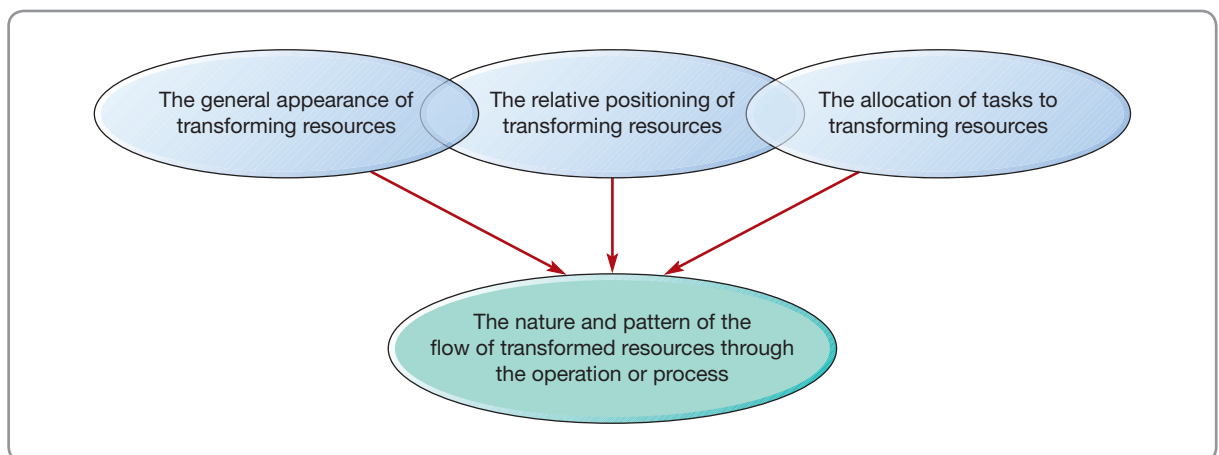 The general appearance of
transforming resources
The relative positioning of
transforming resources
The allocation of tasks to
transforming resources
The nature and pattern of the
flow of transformed resources through
the operation or process